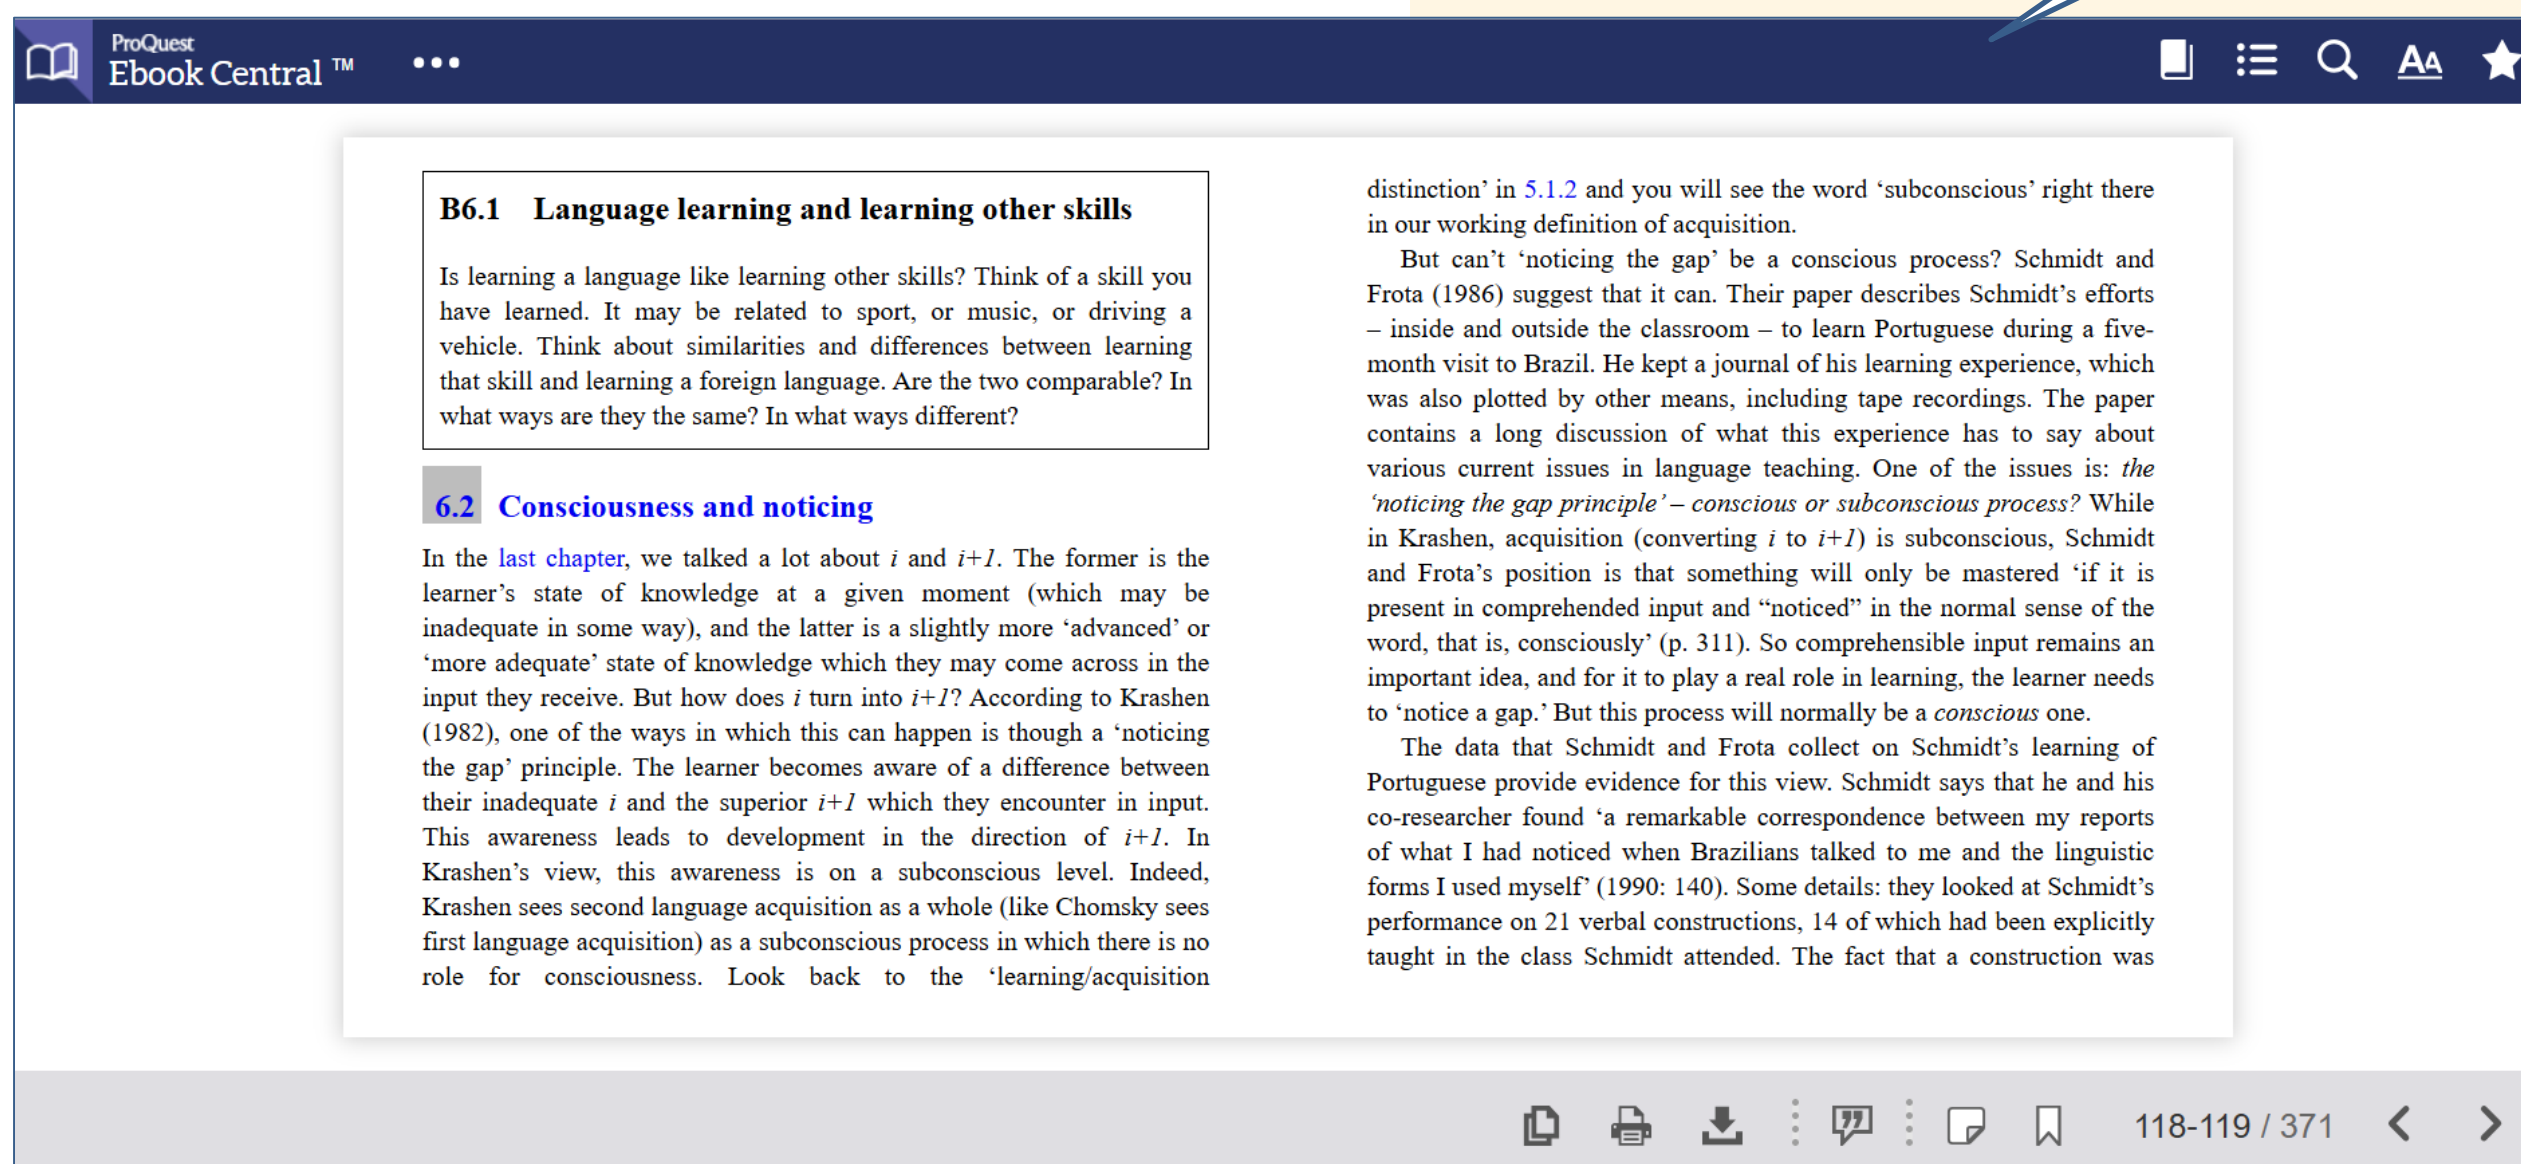 ProQuest
Ebook Central ™
AA
B6.1 Language learning and learning other skills
Is learning a language like learning other skills? Think of a skill you
have learned. It may be related to sport, or music, or driving a
vehicle. Think about similarities and differences between learning
that skill and learning a foreign language. Are the two comparable? In
what ways are they the same? In what ways different?
6.2 Consciousness and noticing
In the last chapter, we talked a lot about i and i+1. The former is the
learner’s state of knowledge at a given moment (which may be
inadequate in some way), and the latter is a slightly more ‘advanced’ or
‘more adequate’ state of knowledge which they may come across in the
input they receive. But how does i turn into i+1? According to Krashen
(1982), one of the ways in which this can happen is though a ‘noticing
the gap’ principle. The learner becomes aware of a difference between
their inadequate i and the superior i+1 which they encounter in input.
This awareness leads to development in the direction of i+1. In
Krashen’s view, this awareness is on a subconscious level. Indeed,
Krashen sees second language acquisition as a whole (like Chomsky sees
first language acquisition) as a subconscious process in which there is no
role for consciousness. Look back to the ‘learning/acquisition
distinction’ in 5.1.2 and you will see the word ‘subconscious’ right there
in our working definition of acquisition.
But can’t ‘noticing the gap’ be a conscious process? Schmidt and
Frota (1986) suggest that it can. Their paper describes Schmidt’s efforts
– inside and outside the classroom – to learn Portuguese during a five-
month visit to Brazil. He kept a journal of his learning experience, which
was also plotted by other means, including tape recordings. The paper
contains a long discussion of what this experience has to say about
various current issues in language teaching. One of the issues is: the
‘noticing the gap principle’ – conscious or subconscious process? While
in Krashen, acquisition (converting i to i+1) is subconscious, Schmidt
and Frota’s position is that something will only be mastered ‘if it is
present in comprehended input and “noticed” in the normal sense of the
word, that is, consciously’ (p. 311). So comprehensible input remains an
important idea, and for it to play a real role in learning, the learner needs
to ‘notice a gap.’ But this process will normally be a conscious one.
The data that Schmidt and Frota collect on Schmidt’s learning of
Portuguese provide evidence for this view. Schmidt says that he and his
co-researcher found ‘a remarkable correspondence between my reports
of what I had noticed when Brazilians talked to me and the linguistic
forms I used myself’ (1990: 140). Some details: they looked at Schmidt’s
performance on 21 verbal constructions, 14 of which had been explicitly
taught in the class Schmidt attended. The fact that a construction was
118-119 / 371